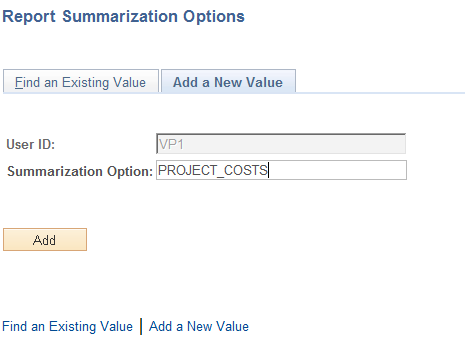 Report Summarization Options
Find an Existing Value Add a New Value
User ID: VP1
Summarization Option: PROJECT_COSTS
Add
Find an Existing Value | Add a New Value